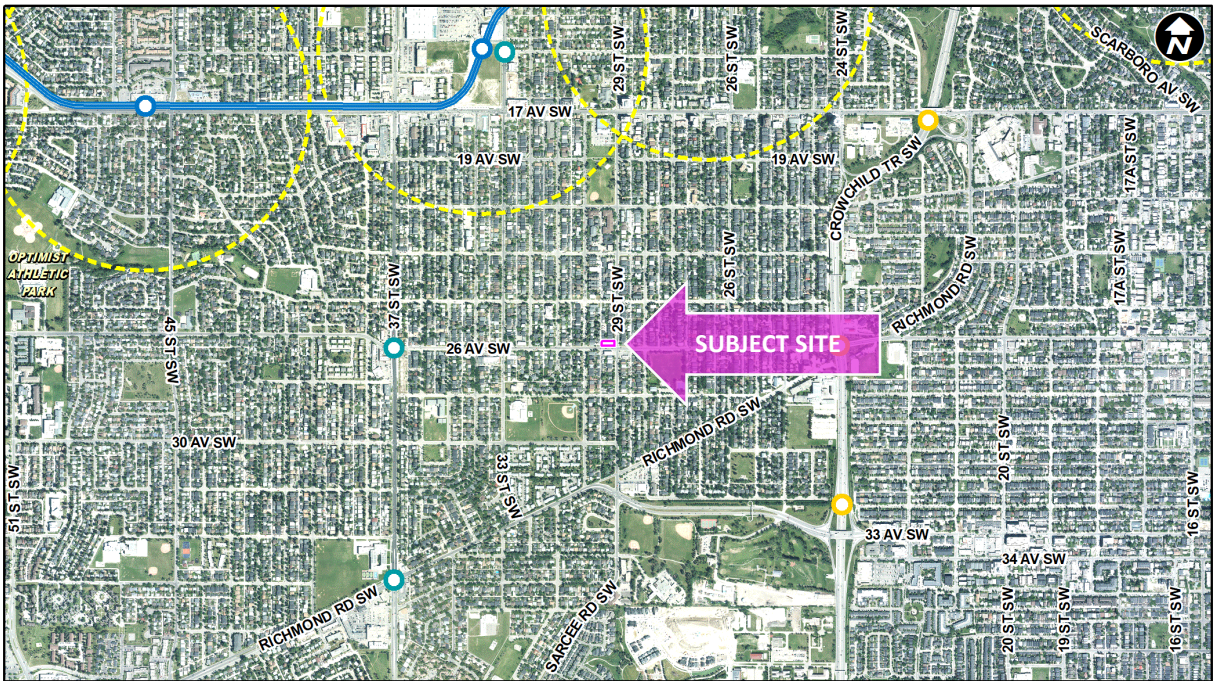 29 ST SW
26 ST SW
24 ST SW
SCARBORO AV SW
N
17 AV SW
19 AV SW
19 AV SW
CROWCHILD TR SW
17A ST SW
OPTIMIST
ATHLETIC
PARK
37 ST SW
29 ST SW
26 ST SW
RICHMOND RD SW
17A ST SW
45 ST SW
26 AV SW
SUBJECT SITE
RICHMOND RD SW
30 AV SW
51 ST SW
33 ST SW
20 ST SW
16 ST SW
33 AV SW
34 AV SW
RICHMOND RD SW
SARCEE RD SW
20 ST SW
19 ST SW
16 ST SW